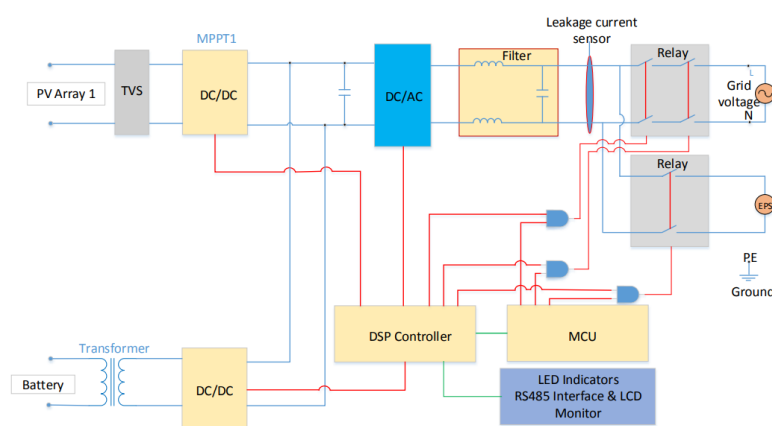 Leakage current
sensor
MPPT1
Relay
Filter
PV Array 1
TVS
DC/DC
DC/AC
L
Grid
voltage
N
Relay
EPS
P,E
Ground
DSP Controller
MCU
Transformer
Battery
DC/DC
LED Indicators
RS485 Interface & LCD
Monitor